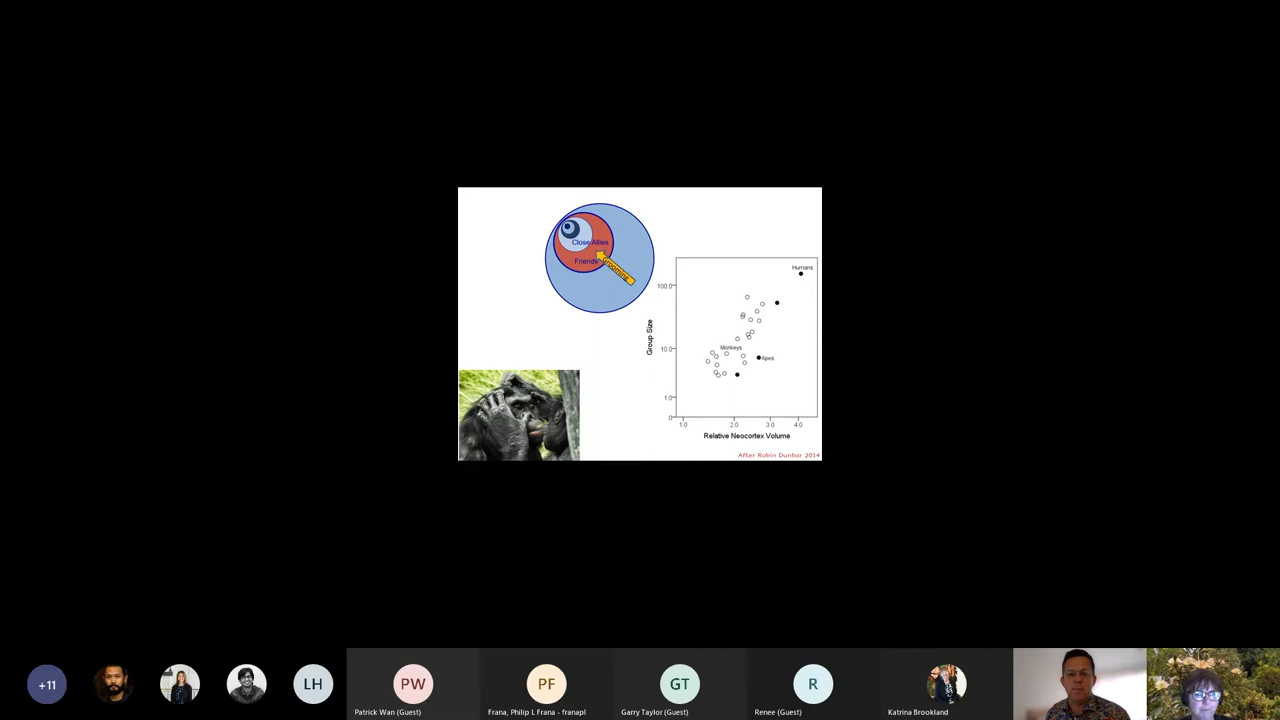 Close Allies
Friends
Grooming
Humans
100.0
Group Size
Monkeys
10.0
Apes
1.0
.0
1.0 2.0 3.0 4.0
Relative Neocortex Volume
After Robin Dunbar 2014
+11
LH
PW
PF
GT
R
Patrick Wan (Guest)
Frana, Philip L Frana - franapl
Garry Taylor (Guest)
Renee (Guest)
Katrina Brookland